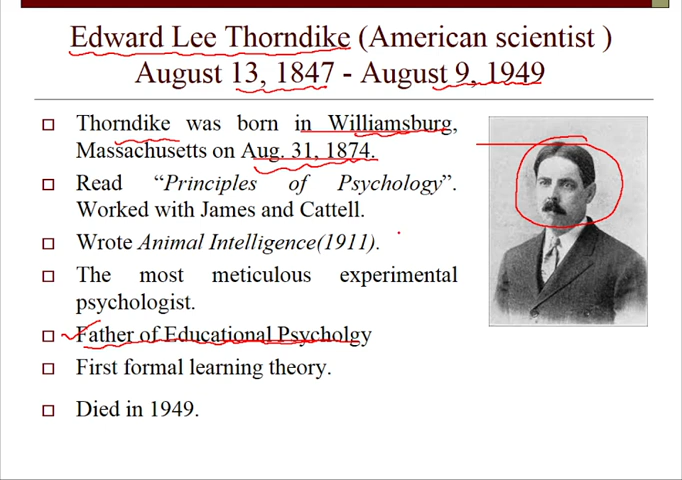 Edward Lee Thorndike (American scientist )
August 13, 1847 - August 9, 1949
Thorndike was born in Williamsburg,
Massachusetts on Aug. 31, 1874.
Read “Principles of Psychology”.
Worked with James and Cattell.
Wrote Animal Intelligence(1911).
The most meticulous experimental
psychologist.
Father of Educational Psycholgy
First formal learning theory.
Died in 1949.